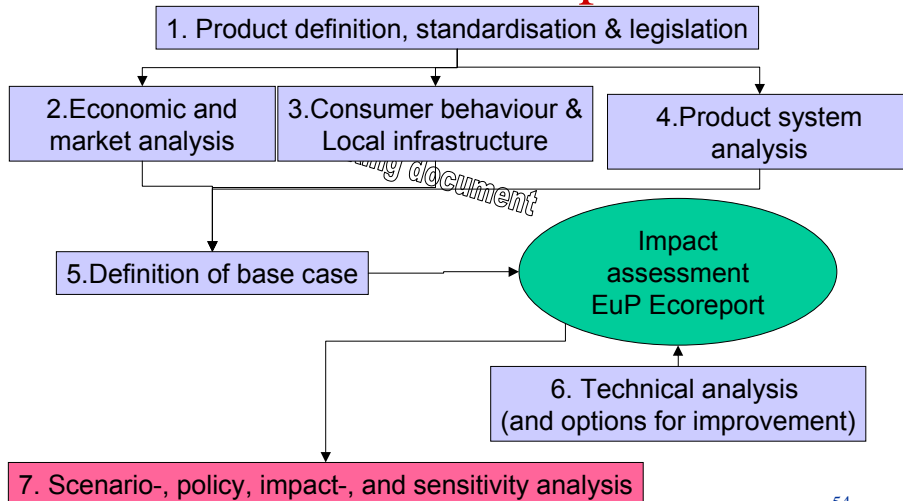 1. Product definition, standardisation & legislation
2.Economic and
market analysis
3.Consumer behaviour &
Local infrastructure
4.Product system
analysis
document
5.Definition of base case
Impact
assessment
EuP Ecoreport
6. Technical analysis
(and options for improvement)
7. Scenario-, policy, impact-, and sensitivity analysis
54